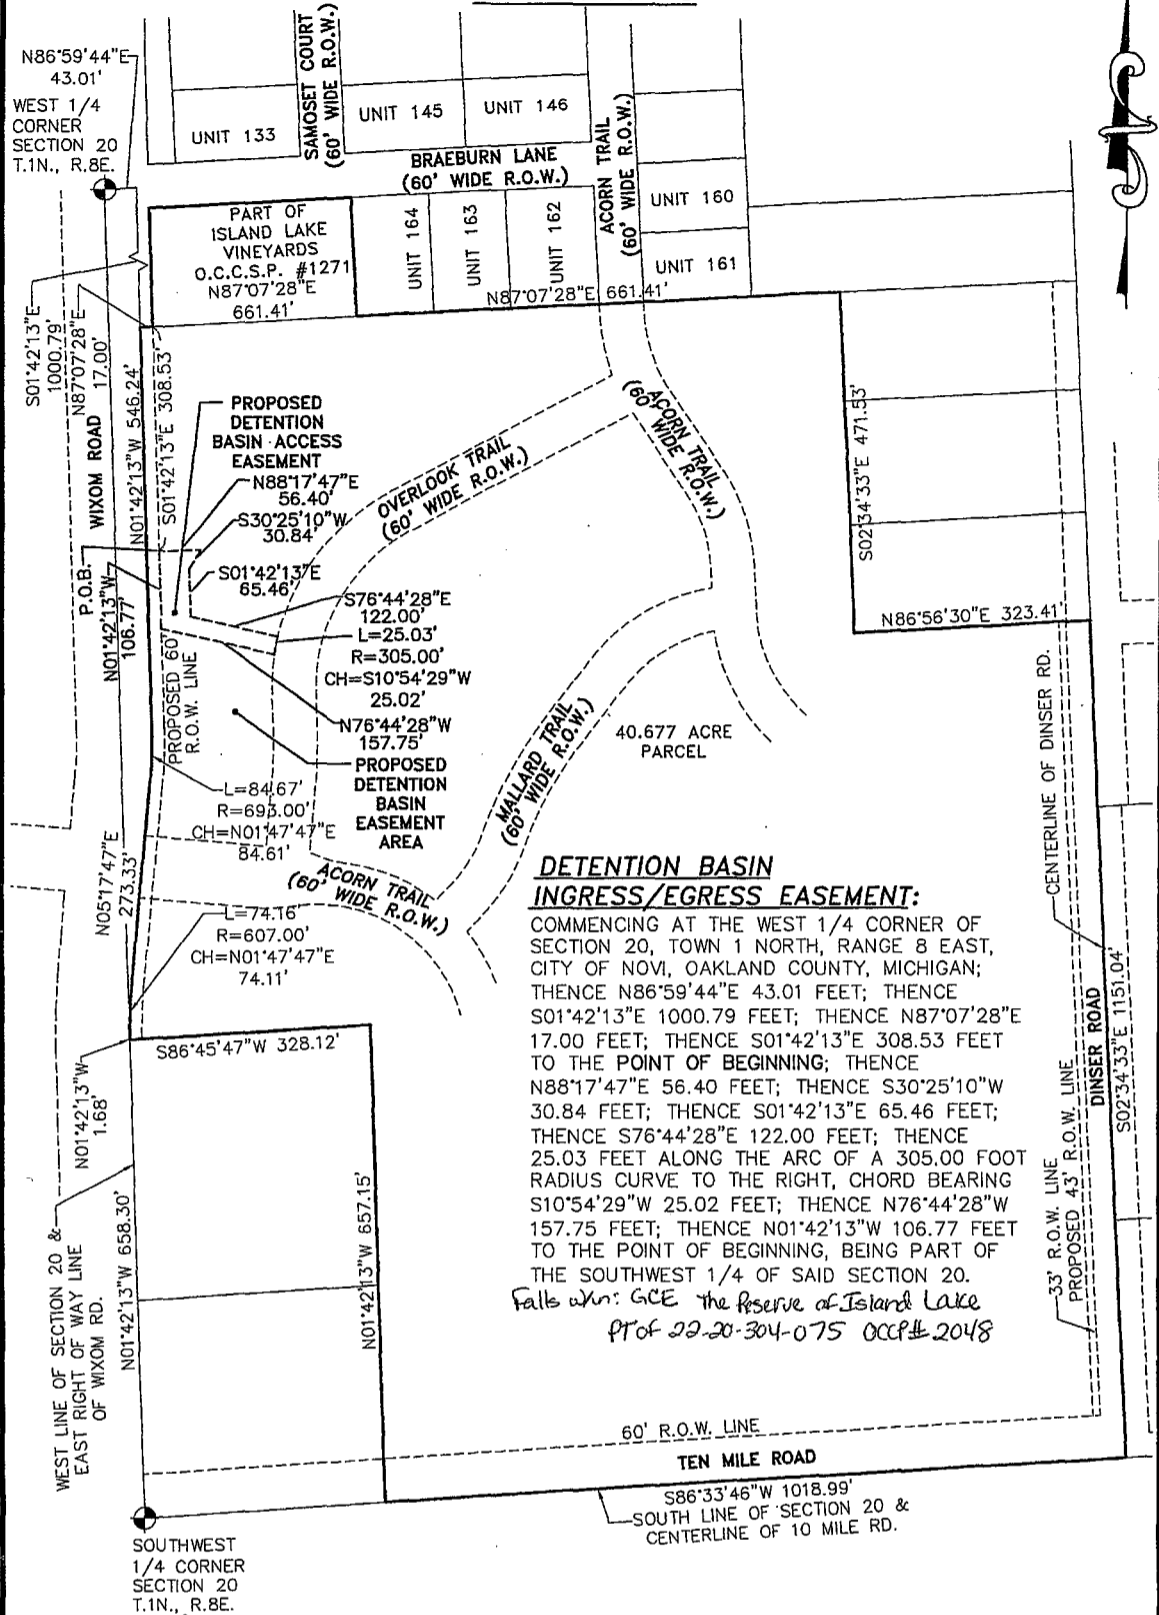 N86°59'44"E
43.01'
WEST 1/4
CORNER
SECTION 20
T.1N., R.8E.
SAMOSET COURT
(60' WIDE R.O.W.)
UNIT 133
UNIT 145
UNIT 146
BRAEBURN LANE
(60' WIDE R.O.W.)
ACORN TRAIL
(60' WIDE R.O.W.)
UNIT 160
UNIT 161
PART OF
ISLAND LAKE
VINEYARDS
O.C.C.S.P. #1271
N87°07'28"E
661.41'
UNIT 164
UNIT 163
UNIT 162
N87°07'28"E 661.41'
S01°42'13"E
1000.79'
N87°07'28"E
17.00'
WIXOM ROAD
N01°42'13"W 546.24'
S01°42'13"E 308.53'
PROPOSED
DETENTION
BASIN ACCESS
EASEMENT
N88°17'47"E
56.40'
S30°25'10"W
30.84'
S01°42'13"E
65.46'
OVERLOOK TRAIL
(60' WIDE R.O.W.)
ACORN TRAIL
(60' WIDE R.O.W.)
S02°34'33"E 471.53'
N86°56'30"E 323.41'
P.O.B.
N01°42'13"W
106.77'
S76°44'28"E
122.00'
L=25.03'
R=305.00'
CH=S10°54'29"W
25.02'
N76°44'28"W
157.75'
PROPOSED 60'
R.O.W. LINE
PROPOSED
DETENTION
BASIN
EASEMENT
AREA
MALLARD TRAIL
(60' WIDE R.O.W.)
40.677 ACRE
PARCEL
CENTERLINE OF DINSER RD.
L=84.67'
R=693.00'
CH=N01°47'47"E
84.61'
N05°17'47"E
273.33'
ACORN TRAIL
(60' WIDE R.O.W.)
L=74.16'
R=607.00'
CH=N01°47'47"E
74.11'
DETENTION BASIN
INGRESS/EGRESS EASEMENT:
COMMENCING AT THE WEST 1/4 CORNER OF
SECTION 20, TOWN 1 NORTH, RANGE 8 EAST,
CITY OF NOVI, OAKLAND COUNTY, MICHIGAN;
THENCE N86°59'44"E 43.01 FEET; THENCE
S01°42'13"E 1000.79 FEET; THENCE N87°07'28"E
17.00 FEET; THENCE S01°42'13"E 308.53 FEET
TO THE POINT OF BEGINNING; THENCE
N88°17'47"E 56.40 FEET; THENCE S30°25'10"W
30.84 FEET; THENCE S01°42'13"E 65.46 FEET;
THENCE S76°44'28"E 122.00 FEET; THENCE
25.03 FEET ALONG THE ARC OF A 305.00 FOOT
RADIUS CURVE TO THE RIGHT, CHORD BEARING
S10°54'29"W 25.02 FEET; THENCE N76°44'28"W
157.75 FEET; THENCE N01°42'13"W 106.77 FEET
TO THE POINT OF BEGINNING, BEING PART OF
THE SOUTHWEST 1/4 OF SAID SECTION 20.
Falls w/in: GCE The Reserve of Island Lake
PT of 22-20-304-075 OCCP# 2048
DINSER ROAD
S02°34'33"E 1151.04'
33' R.O.W. LINE
PROPOSED 43' R.O.W. LINE
S86°45'47"W 328.12'
N01°42'13"W
1.68'
N01°42'13"W 657.15'
WEST LINE OF SECTION 20 &
EAST RIGHT OF WAY LINE
OF WIXOM RD.
N01°42'13"W 658.30'
60' R.O.W. LINE
TEN MILE ROAD
S86°33'46"W 1018.99'
SOUTH LINE OF SECTION 20 &
CENTERLINE OF 10 MILE RD.
SOUTHWEST
1/4 CORNER
SECTION 20
T.1N., R.8E.